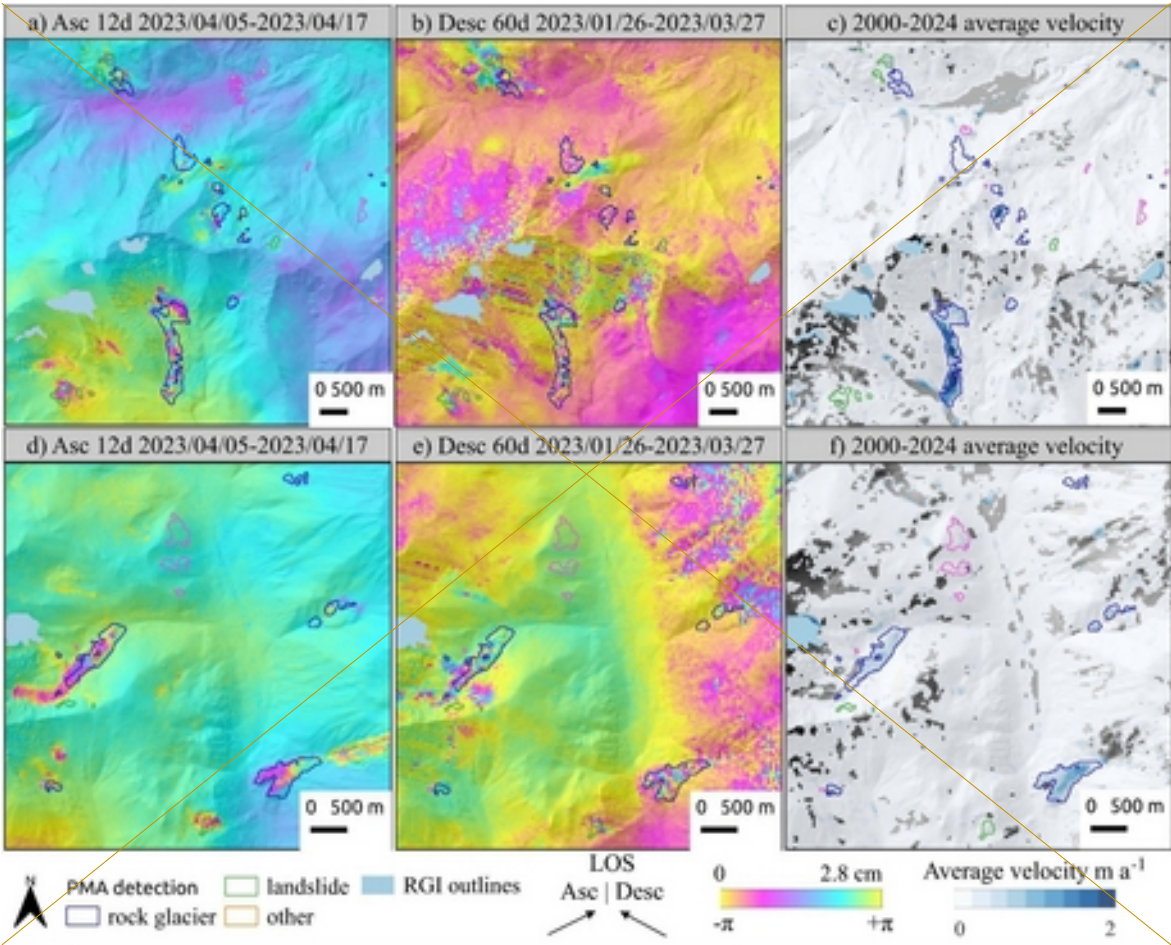 a) Asc 12d 2023/04/05-2023/04/17
b) Desc 60d 2023/01/26-2023/03/27
c) 2000-2024 average velocity
0 500 m
0 500 m
0 500 m
d) Asc 12d 2023/04/05-2023/04/17
e) Desc 60d 2023/01/26-2023/03/27
f) 2000-2024 average velocity
0 500 m
0 500 m
0 500 m
N
PMA detection
landslide
RGI outlines
rock glacier
other
LOS
Asc | Desc
0 2.8 cm
-π +π
Average velocity m a⁻¹
0 2